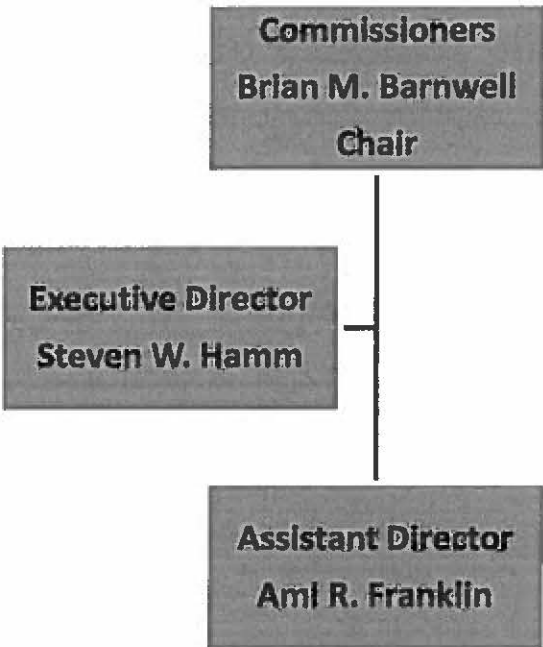 Commissioners
Brian M. Barnwell
Chair
Executive Director
Steven W. Hamm
Assistant Director
Ami R. Franklin